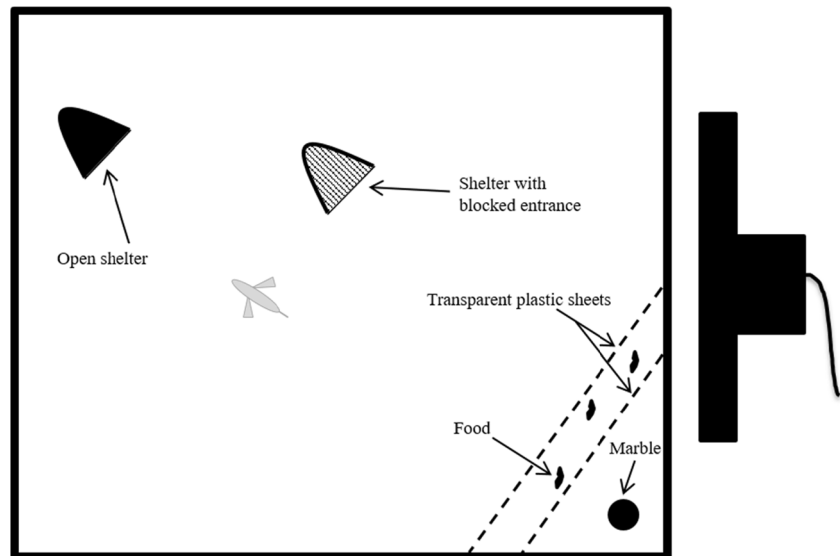 Shelter with
blocked entrance
Open shelter
Transparent plastic sheets
Food
Marble